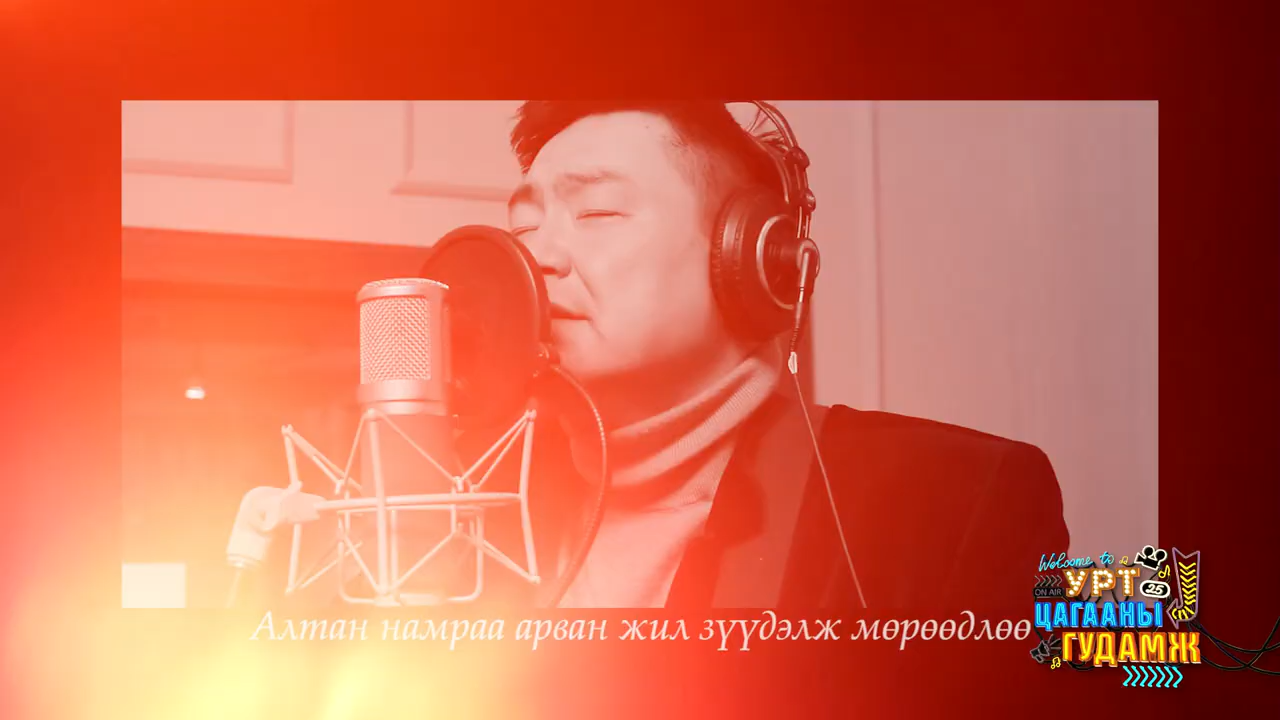 Алтан намраа арван жил зүүдэлж мөрөөдлөө
Welcome to
ON AIR
УРТ
25
ЦАГААНЫ
ГУДАМЖ